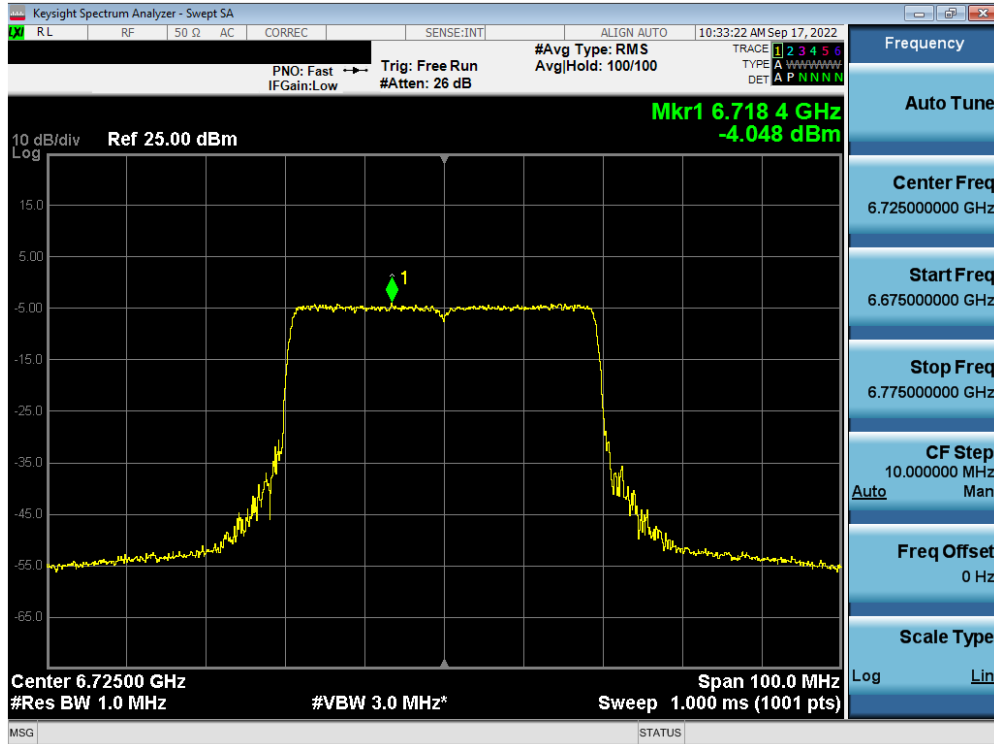 Keysight Spectrum Analyzer - Swept SA
LXI RL RF 50 Ω AC CORREC SENSE:INT ALIGN AUTO 10:33:22 AM Sep 17, 2022
PNO: Fast
IFGain:Low
Trig: Free Run
#Atten: 26 dB
#Avg Type: RMS
Avg|Hold: 100/100
TRACE 1 2 3 4 5 6
TYPE A WWWWW
DET A P N N N N
Mkr1 6.718 4 GHz
-4.048 dBm
10 dB/div Ref 25.00 dBm
Log
15.0
5.00
-5.00
-15.0
-25.0
-35.0
-45.0
-55.0
-65.0
1
Center 6.72500 GHz Span 100.0 MHz
#Res BW 1.0 MHz #VBW 3.0 MHz* Sweep 1.000 ms (1001 pts)
MSG STATUS
Frequency
Auto Tune
Center Freq
6.725000000 GHz
Start Freq
6.675000000 GHz
Stop Freq
6.775000000 GHz
CF Step
10.000000 MHz
Auto Man
Freq Offset
0 Hz
Scale Type
Log Lin